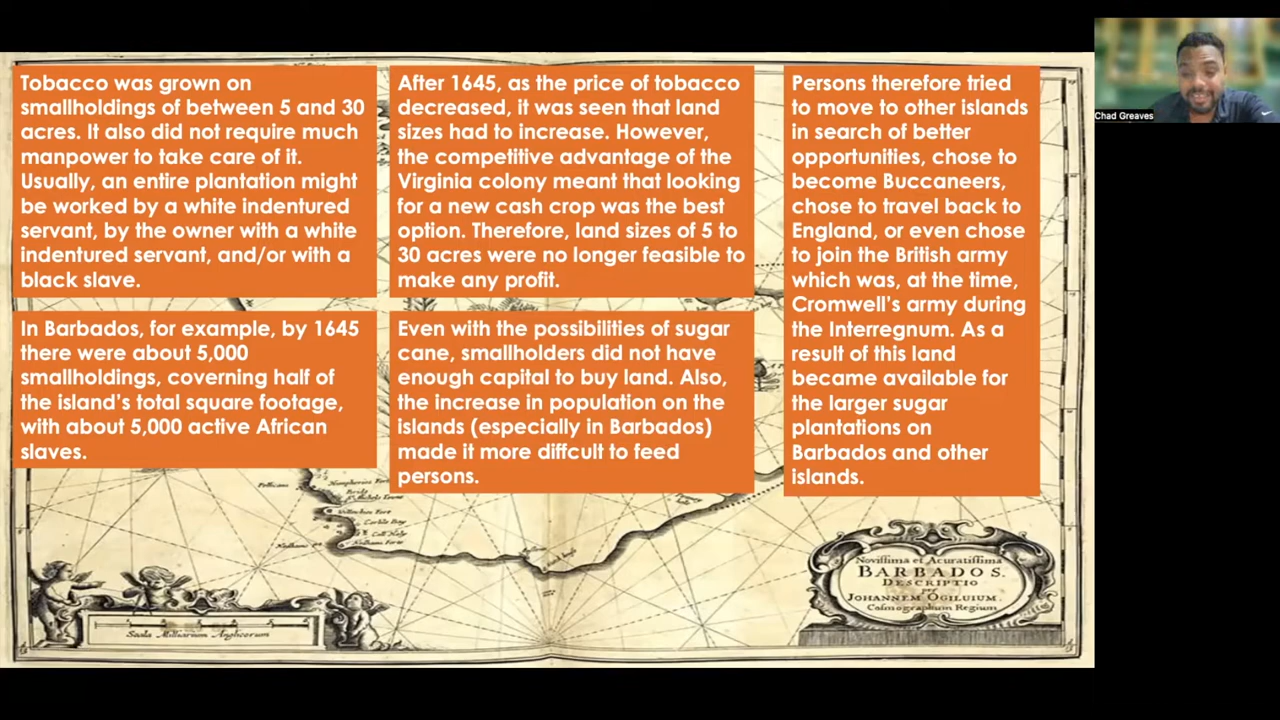 Tobacco was grown on
smallholdings of between 5 and 30
acres. It also did not require much
manpower to take care of it.
Usually, an entire plantation might
be worked by a white indentured
servant, by the owner with a white
indentured servant, and/or with a
black slave.
In Barbados, for example, by 1645
there were about 5,000
smallholdings, covernng half of
the island's total square footage,
with about 5,000 active African
slaves.
After 1645, as the price of tobacco
decreased, it was seen that land
sizes had to increase. However,
the competitive advantage of the
Virginia colony meant that looking
for a new cash crop was the best
option. Therefore, land sizes of 5 to
30 acres were no longer feasible to
make any profit.
Even with the possibilities of sugar
cane, smallholders did not have
enough capital to buy land. Also,
the increase in population on the
islands (especially in Barbados)
made it more diffcult to feed
persons.
Persons therefore tried
to move to other islands
in search of better
opportunities, chose to
become Buccaneers,
chose to travel back to
England, or even chose
to join the British army
which was, at the time,
Cromwell's army during
the Interregnum. As a
result of this land
became available for
the larger sugar
plantations on
Barbados and other
islands.
Chad Greaves
Scala Milliarium Anglicorum
Novissima et Acuratissima
BARBADOS.
DESCRIPTIO
per
JOHANNEM OGILUIUM.
Cosmographum Regium